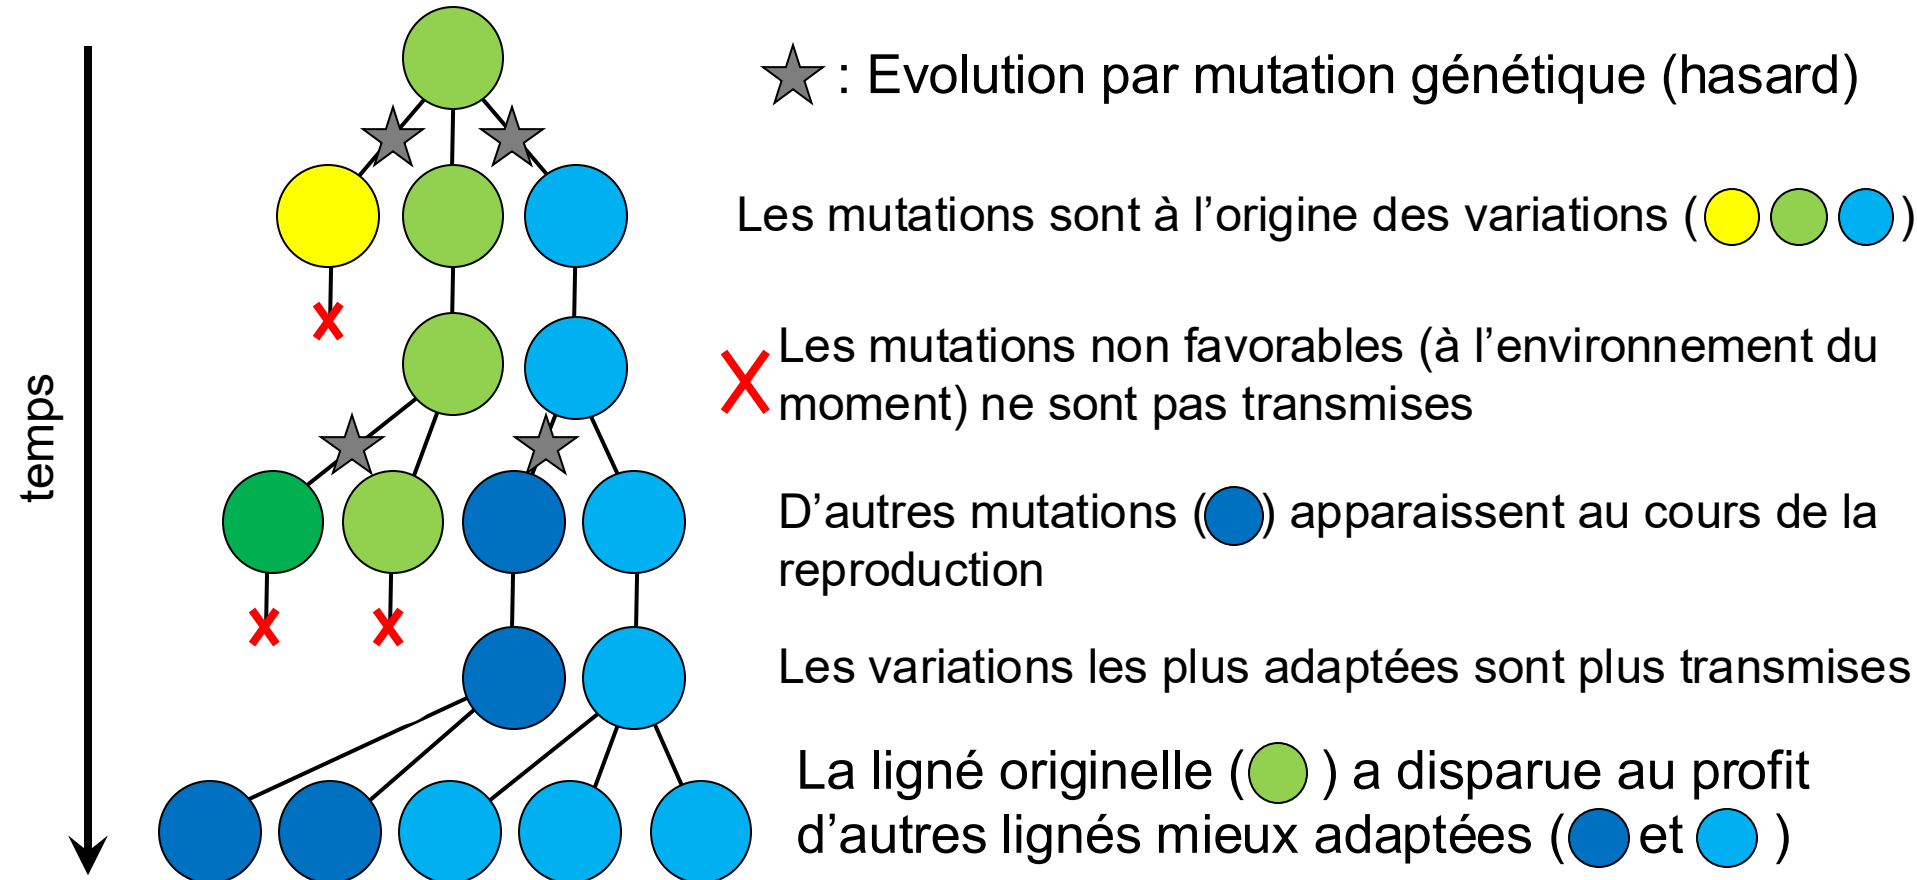 : Evolution par mutation génétique (hasard)
Les mutations sont à l’origine des variations ( )
Les mutations non favorables (à l’environnement du
moment) ne sont pas transmises
D’autres mutations ( ) apparaissent au cours de la
reproduction
Les variations les plus adaptées sont plus transmises
La ligné originelle ( ) a disparue au profit
d’autres lignés mieux adaptées ( et )
temps